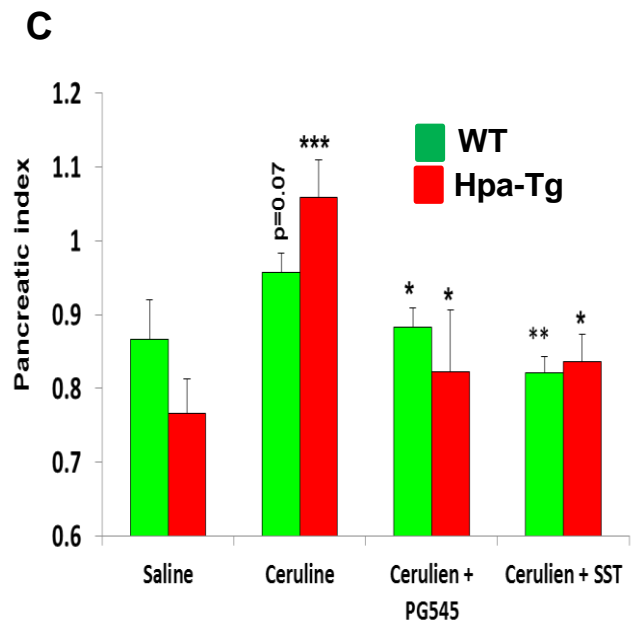 C
1.2
1.1
1
0.9
0.8
0.7
0.6
Pancreatic index
WT
Hpa-Tg
p=0.07
***
*
*
**
*
Saline
Ceruline
Cerulien +
PG545
Cerulien + SST